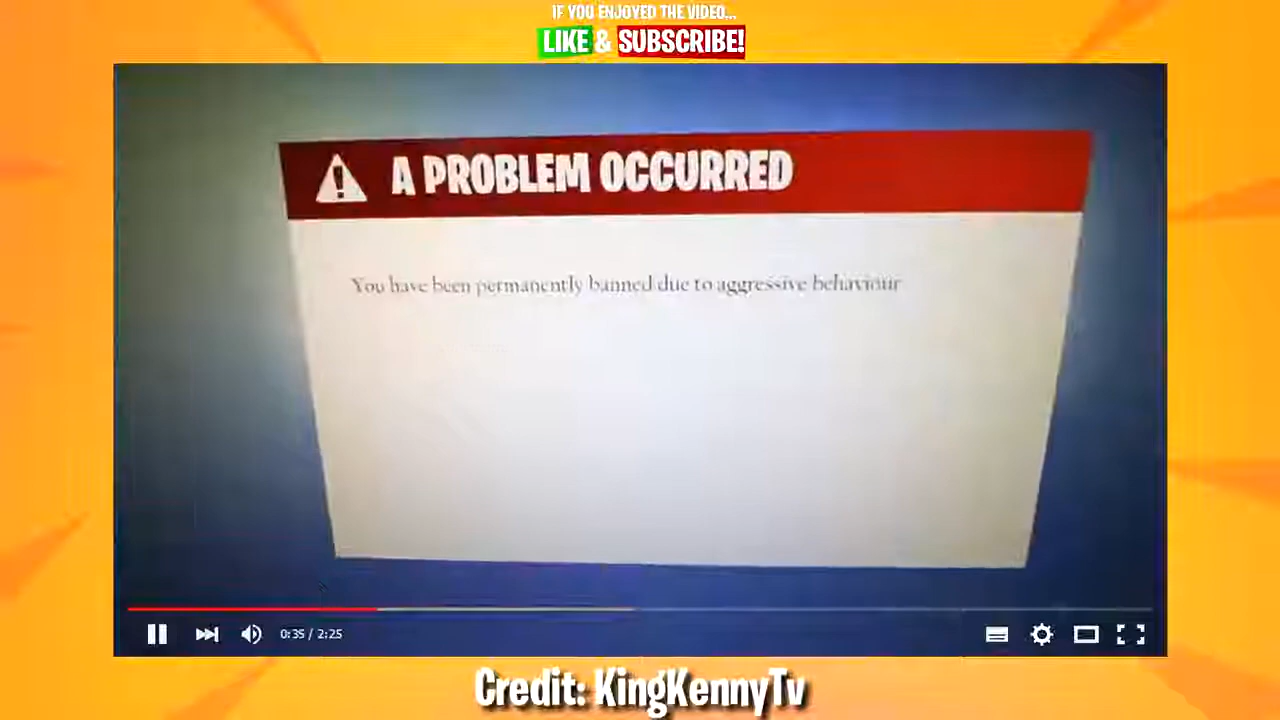 IF YOU ENJOYED THE VIDEO...
LIKE & SUBSCRIBE!
A PROBLEM OCCURRED
You have been permanently banned due to aggressive behaviour
0:35 / 2:25
Credit: KingKennyTv